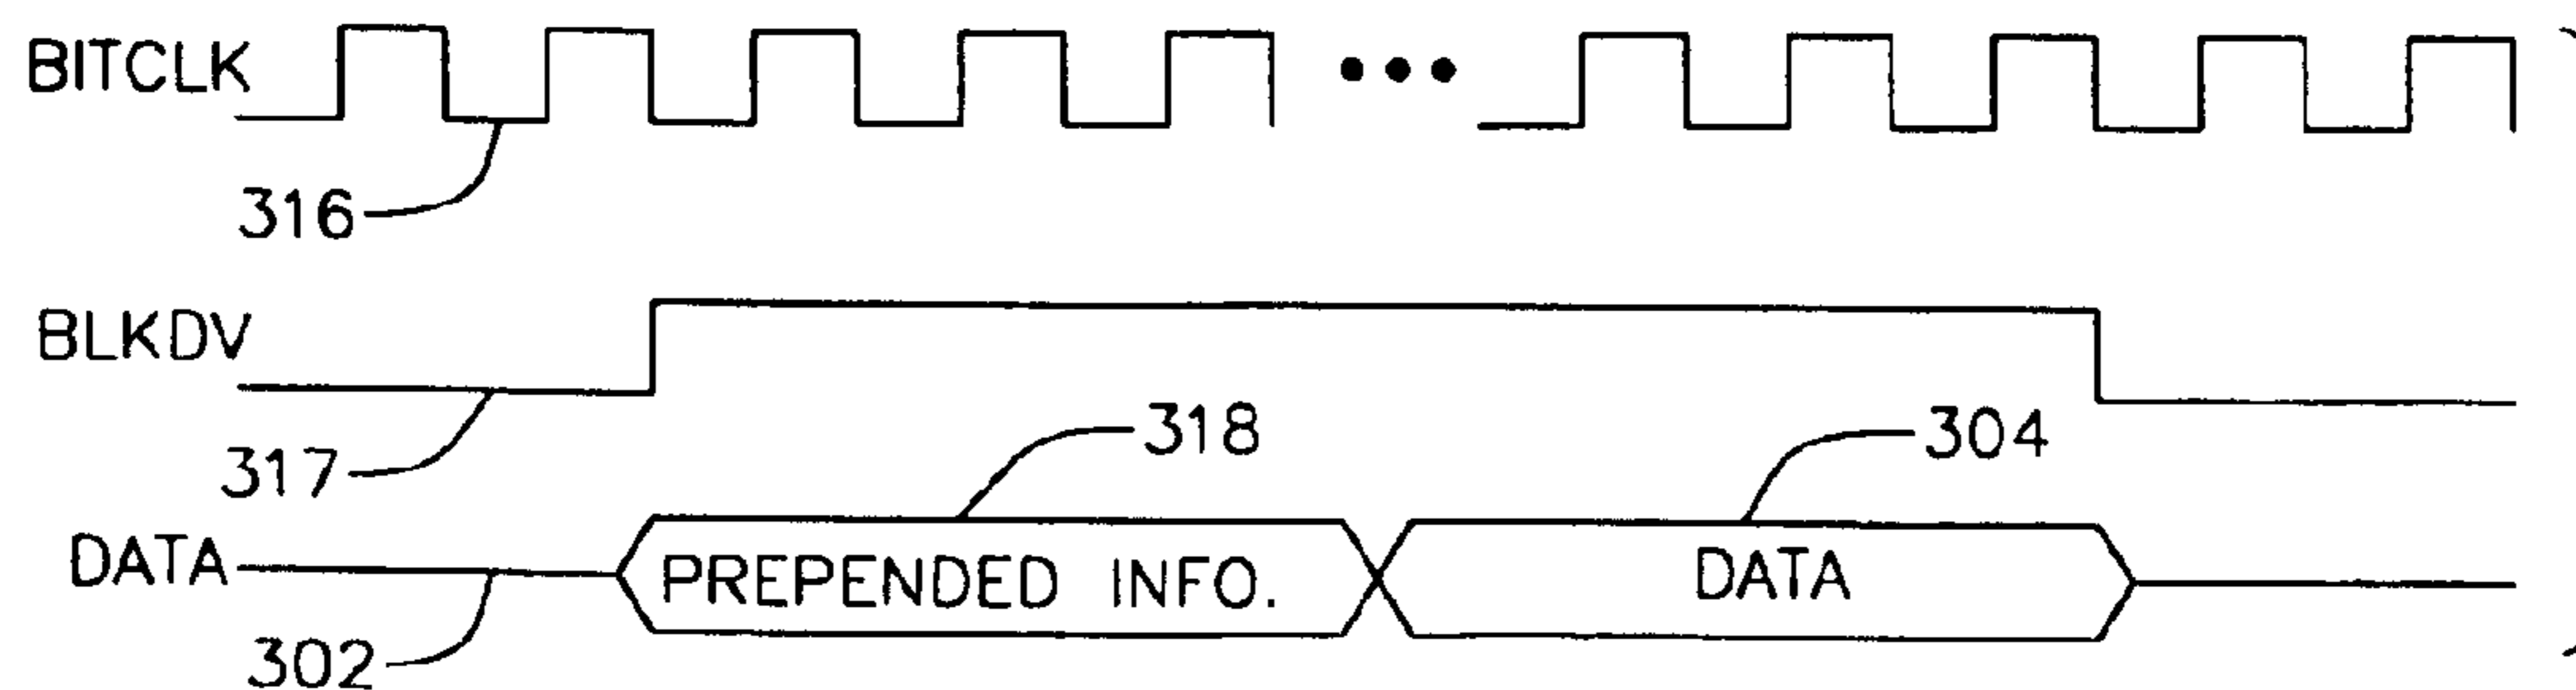 BITCLK
316
BLKDV
317
318
304
DATA
PREPENDED INFO.
DATA
302